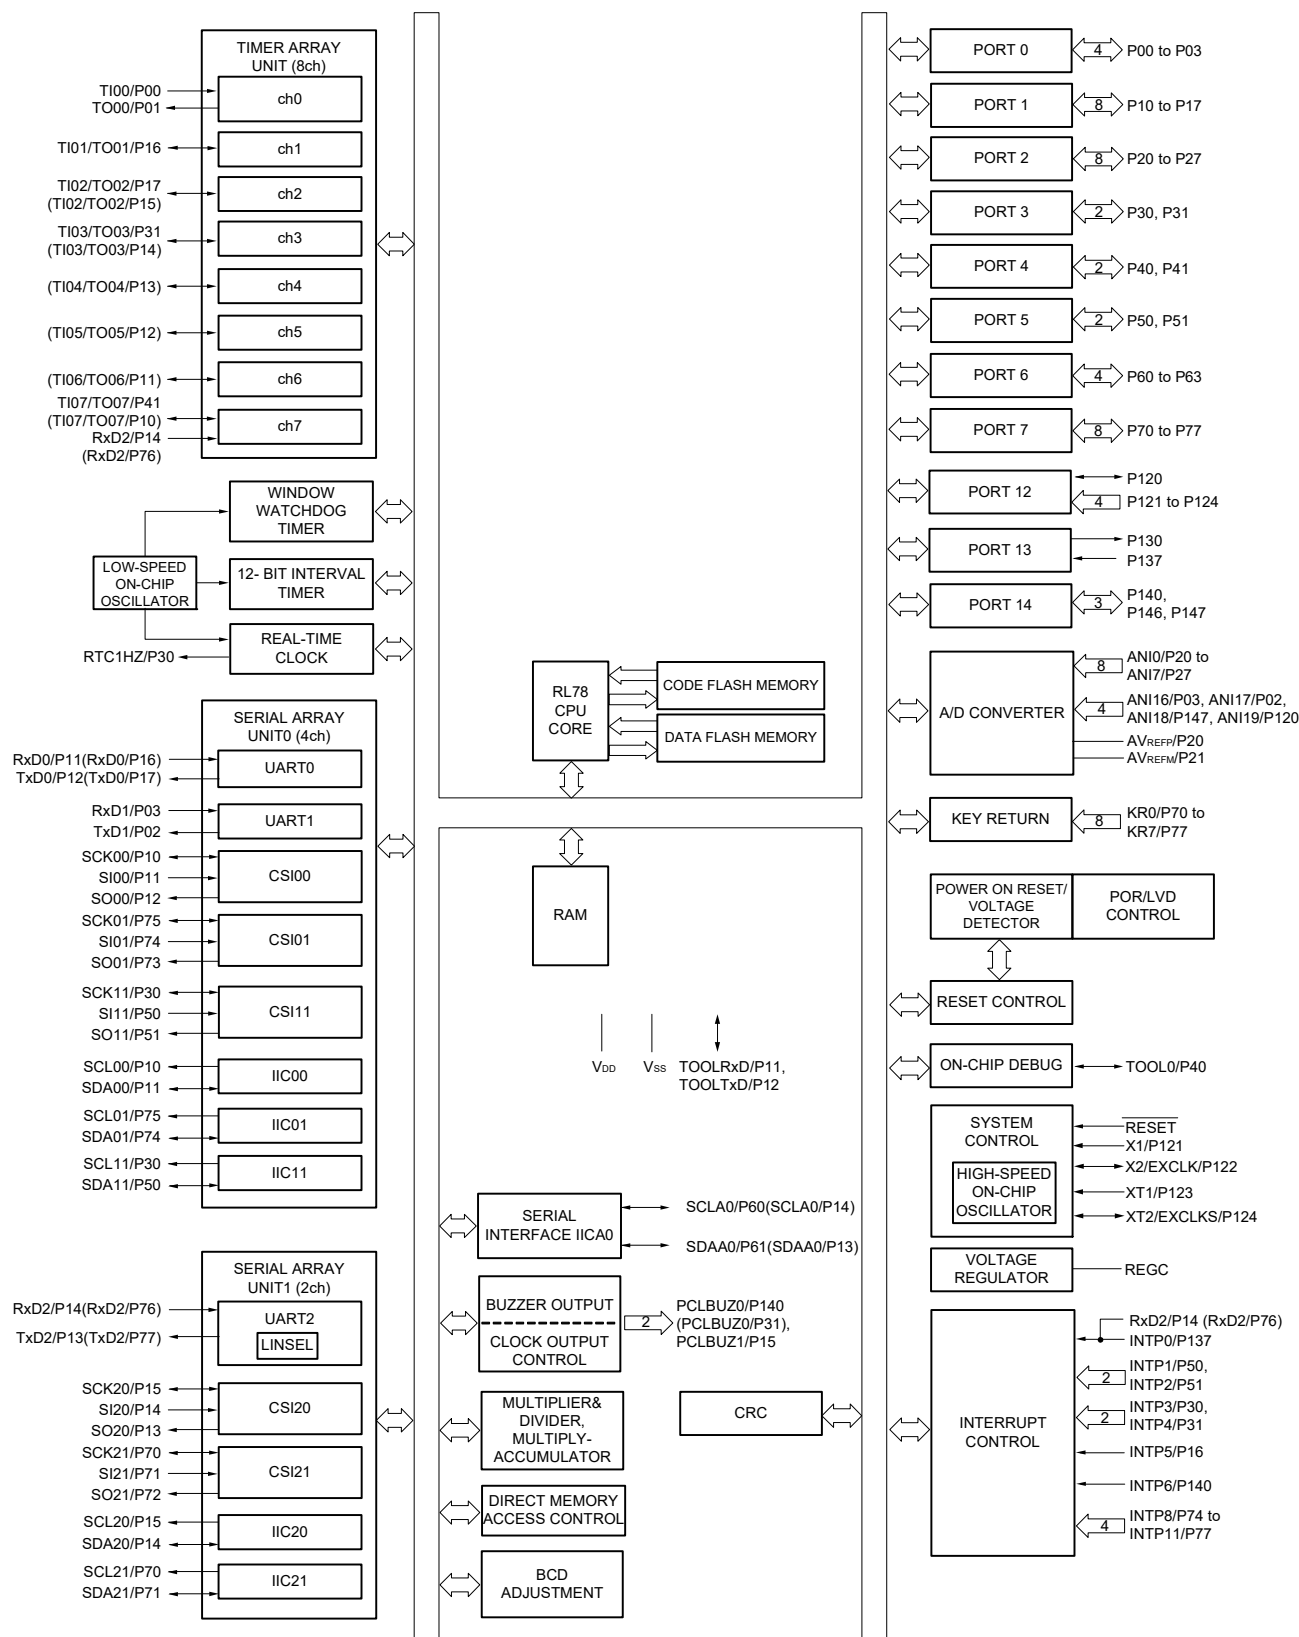 TIMER ARRAY
UNIT (8ch)
TI00/P00
TO00/P01
ch0
TI01/TO01/P16
ch1
TI02/TO02/P17
(TI02/TO02/P15)
ch2
TI03/TO03/P31
(TI03/TO03/P14)
ch3
(TI04/TO04/P13)
ch4
(TI05/TO05/P12)
ch5
(TI06/TO06/P11)
ch6
TI07/TO07/P41
(TI07/TO07/P10)
RxD2/P14
(RxD2/P76)
ch7
WINDOW
WATCHDOG
TIMER
LOW-SPEED
ON-CHIP
OSCILLATOR
12- BIT INTERVAL
TIMER
RTC1HZ/P30
REAL-TIME
CLOCK
SERIAL ARRAY
UNIT0 (4ch)
RxD0/P11(RxD0/P16)
TxD0/P12(TxD0/P17)
UART0
RxD1/P03
TxD1/P02
UART1
SCK00/P10
SI00/P11
SO00/P12
CSI00
SCK01/P75
SI01/P74
SO01/P73
CSI01
SCK11/P30
SI11/P50
SO11/P51
CSI11
SCL00/P10
SDA00/P11
IIC00
SCL01/P75
SDA01/P74
IIC01
SCL11/P30
SDA11/P50
IIC11
SERIAL ARRAY
UNIT1 (2ch)
RxD2/P14(RxD2/P76)
TxD2/P13(TxD2/P77)
UART2
LINSEL
SCK20/P15
SI20/P14
SO20/P13
CSI20
SCK21/P70
SI21/P71
SO21/P72
CSI21
SCL20/P15
SDA20/P14
IIC20
SCL21/P70
SDA21/P71
IIC21
RL78
CPU
CORE
CODE FLASH MEMORY
DATA FLASH MEMORY
RAM
VDD
VSS
TOOLRxD/P11,
TOOLTxD/P12
SERIAL
INTERFACE IICA0
SCLA0/P60(SCLA0/P14)
SDAA0/P61(SDAA0/P13)
BUZZER OUTPUT
CLOCK OUTPUT
CONTROL
2
PCLBUZ0/P140
(PCLBUZ0/P31),
PCLBUZ1/P15
MULTIPLIER&
DIVIDER,
MULTIPLY-
ACCUMULATOR
CRC
DIRECT MEMORY
ACCESS CONTROL
BCD
ADJUSTMENT
PORT 0
4
P00 to P03
PORT 1
8
P10 to P17
PORT 2
8
P20 to P27
PORT 3
2
P30, P31
PORT 4
2
P40, P41
PORT 5
2
P50, P51
PORT 6
4
P60 to P63
PORT 7
8
P70 to P77
PORT 12
P120
4
P121 to P124
PORT 13
P130
P137
PORT 14
3
P140,
P146, P147
A/D CONVERTER
8
ANI0/P20 to
ANI7/P27
4
ANI16/P03, ANI17/P02,
ANI18/P147, ANI19/P120
AVREFP/P20
AVREFM/P21
KEY RETURN
8
KR0/P70 to
KR7/P77
POWER ON RESET/
VOLTAGE
DETECTOR
POR/LVD
CONTROL
RESET CONTROL
ON-CHIP DEBUG
TOOL0/P40
SYSTEM
CONTROL
HIGH-SPEED
ON-CHIP
OSCILLATOR
RESET
X1/P121
X2/EXCLK/P122
XT1/P123
XT2/EXCLKS/P124
VOLTAGE
REGULATOR
REGC
INTERRUPT
CONTROL
RxD2/P14 (RxD2/P76)
INTP0/P137
2
INTP1/P50,
INTP2/P51
2
INTP3/P30,
INTP4/P31
INTP5/P16
INTP6/P140
4
INTP8/P74 to
INTP11/P77